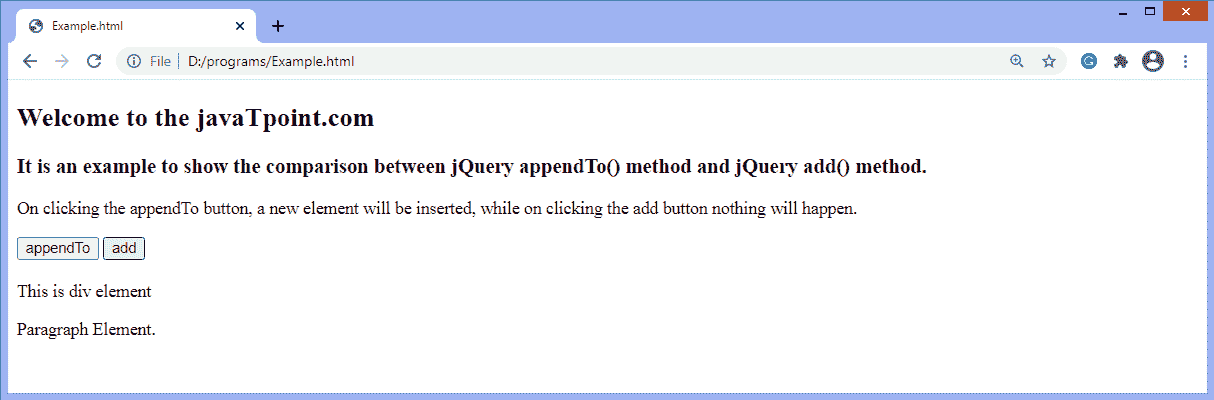 Example.html
File D:/programs/Example.html
Welcome to the javaTpoint.com
It is an example to show the comparison between jQuery appendTo() method and jQuery add() method.
On clicking the appendTo button, a new element will be inserted, while on clicking the add button nothing will happen.
appendTo add
This is div element
Paragraph Element.